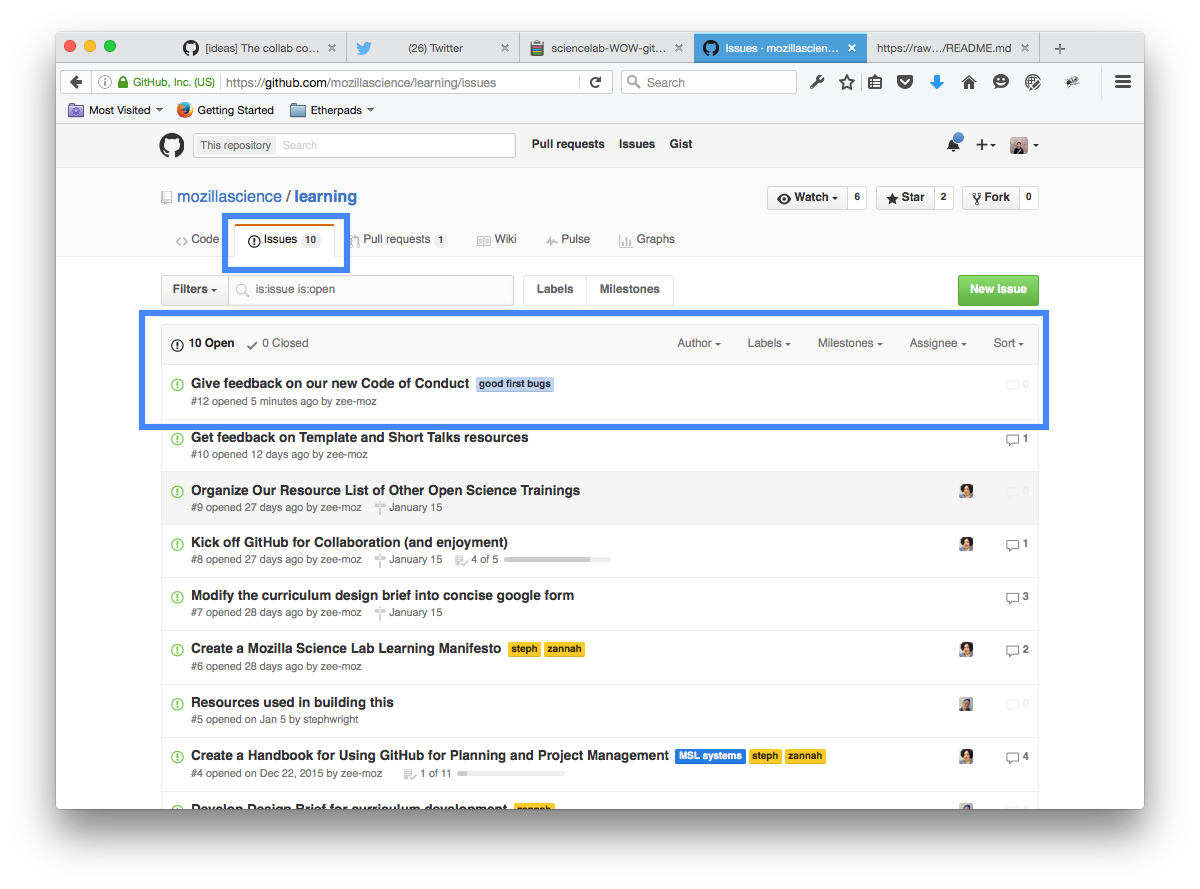 [ideas] The collab co...
(26) Twitter
sciencelab-WOW-git...
Issues · mozillascien...
https://raw.../README.md
GitHub, Inc. (US)
https://github.com/mozillascience/learning/issues
Search
Most Visited
Getting Started
Etherpads
This repository
Search
Pull requests
Issues
Gist
mozillascience / learning
Watch 6
Star 2
Fork 0
Code
Issues 10
Pull requests 1
Wiki
Pulse
Graphs
Filters
is:issue is:open
Labels
Milestones
New issue
10 Open
0 Closed
Author
Labels
Milestones
Assignee
Sort
Give feedback on our new Code of Conduct good first bugs
0
#12 opened 5 minutes ago by zee-moz
Get feedback on Template and Short Talks resources
1
#10 opened 12 days ago by zee-moz
Organize Our Resource List of Other Open Science Trainings
0
#9 opened 27 days ago by zee-moz January 15
Kick off GitHub for Collaboration (and enjoyment)
1
#8 opened 27 days ago by zee-moz January 15 4 of 5
Modify the curriculum design brief into concise google form
3
#7 opened 28 days ago by zee-moz January 15
Create a Mozilla Science Lab Learning Manifesto steph zannah
2
#6 opened 28 days ago by zee-moz
Resources used in building this
0
#5 opened on Jan 5 by stephwright
Create a Handbook for Using GitHub for Planning and Project Management MSL systems steph zannah
4
#4 opened on Dec 22, 2015 by zee-moz 1 of 11
Develop Design Brief for curriculum development zannah